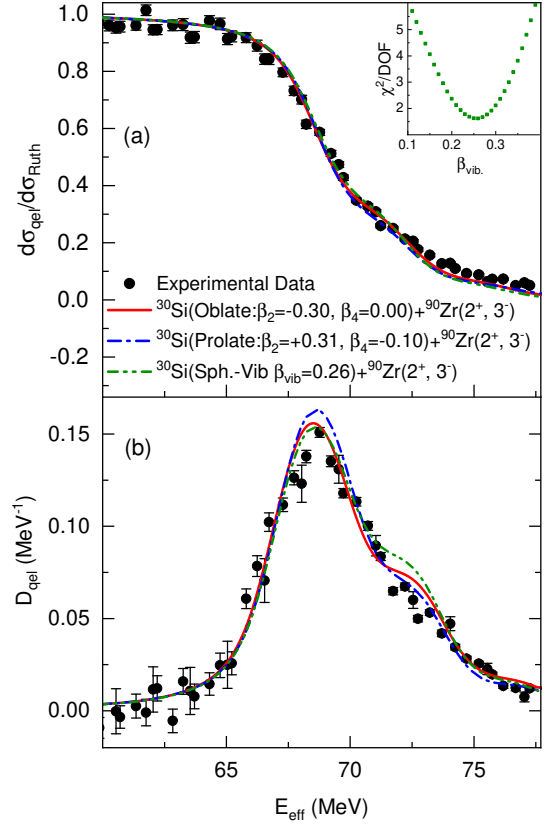 1.0
0.8
0.6
0.4
0.2
0.0
-0.2
dσqel/dσRuth
(a)
6
5
4
3
2
χ²/DOF
0.1 0.2 0.3
βvib.
Experimental Data
³⁰Si(Oblate:β₂=-0.30, β₄=0.00)+⁹⁰Zr(2⁺, 3⁻)
³⁰Si(Prolate:β₂=+0.31, β₄=-0.10)+⁹⁰Zr(2⁺, 3⁻)
³⁰Si(Sph.-Vib βvib=0.26)+⁹⁰Zr(2⁺, 3⁻)
(b)
0.15
0.10
0.05
0.00
Dqel (MeV⁻¹)
65 70 75
Eeff (MeV)